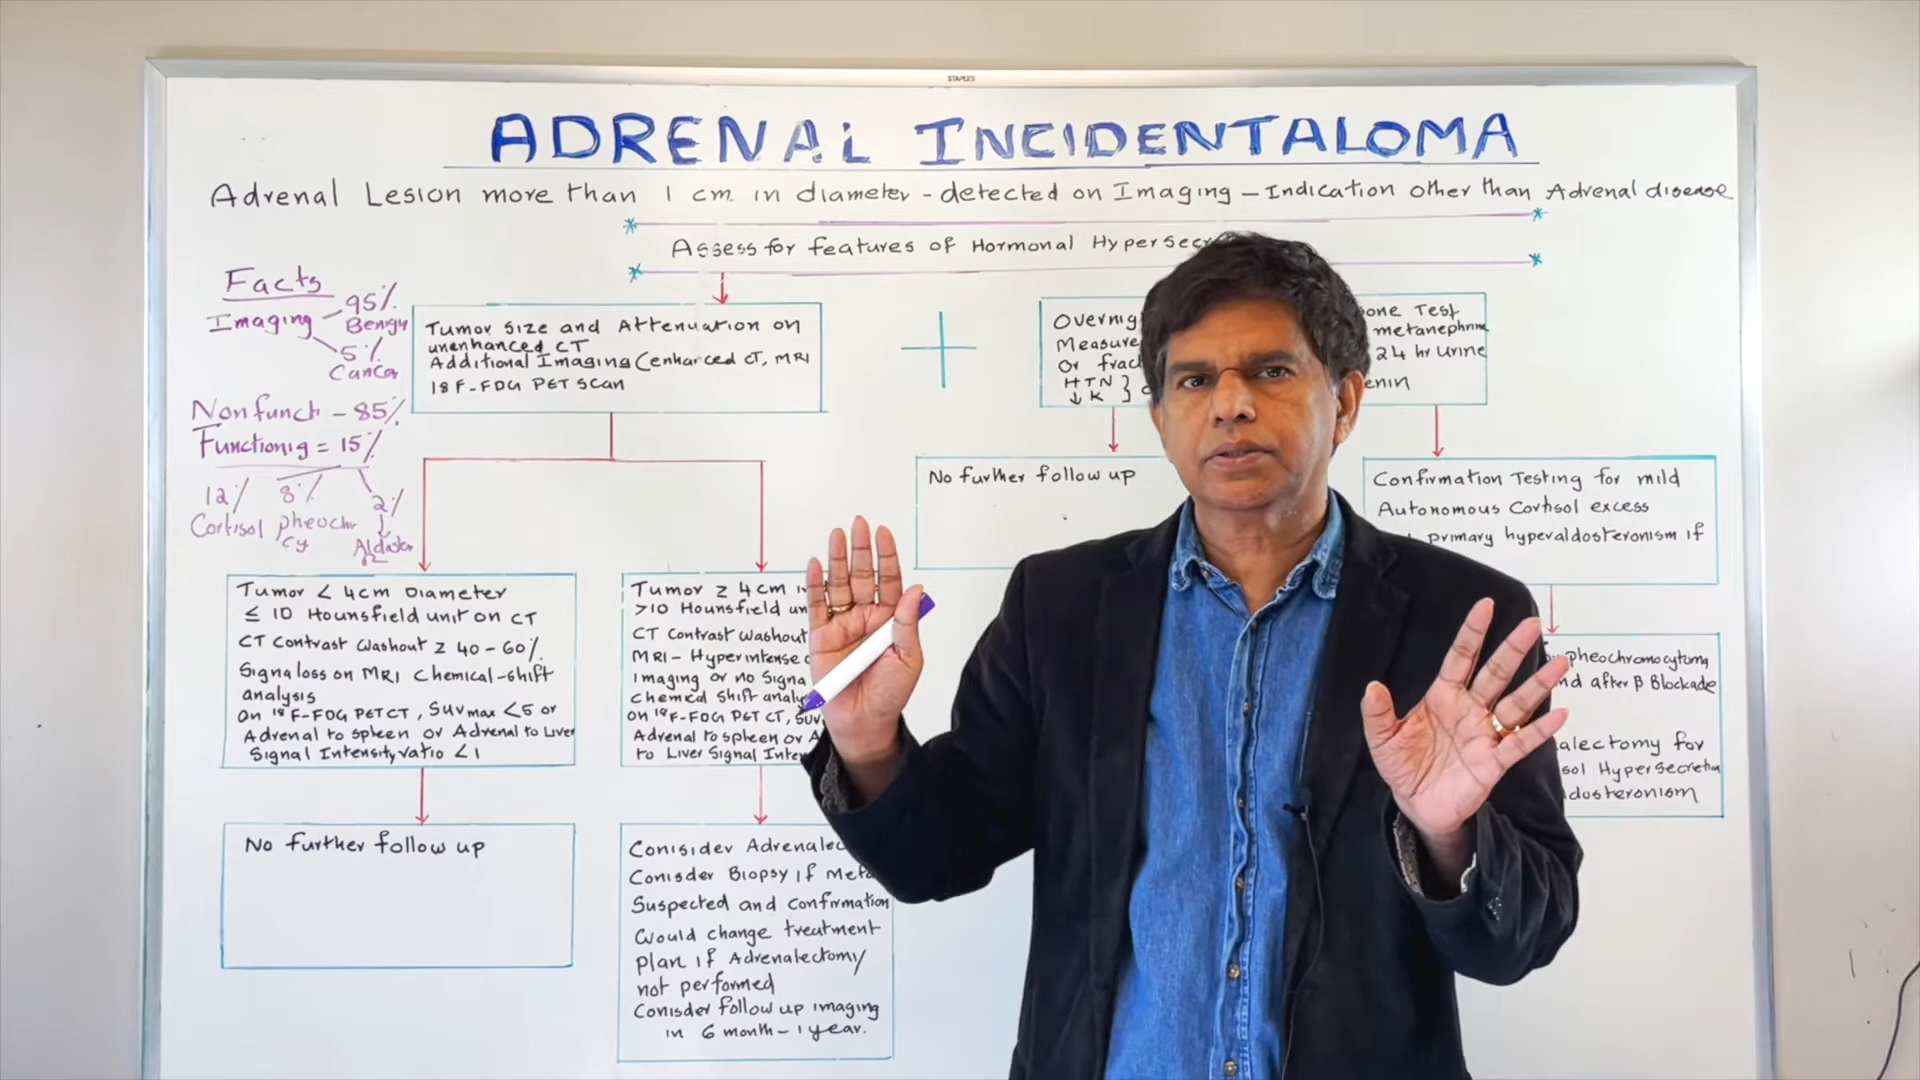 STAPLES
ADRENAL INCIDENTALOMA
Adrenal Lesion more than 1 cm in diameter - detected on Imaging - Indication other than Adrenal disease
Assess for features of Hormonal
Facts
Imaging - 95%
Benign
5%
Cancer
Nonfunct - 85%
Functionig = 15%
12% 8% 2%
Cortisol pheochr
cy
Tumor Size and Attenuation on
unenhanced CT
Additional Imaging (enhanced CT, MRI
18 F-FDG PET Scan
+
Measure
Or
HTN }
↓ K
Test
metanephrine
24 hr Urine
Tumor < 4cm Diameter
≤ 10 Hounsfield unit on CT
CT Contrast Washout ≥ 40-60%.
Signal loss on MRI Chemical-shift
analysis
On 18F-FDG PET CT, SUVmax <5 or
Adrenal to Spleen or Adrenal to Liver
Signal Intensity ratio <1
No further follow up
Tumor ≥ 4cm
>10 Hounsfield
CT Contrast Washout
MRI - Hyperintense
Imaging or no
Chemical Shift
On 18F-FDG PET CT,
Adrenal to spleen or
to Liver Signal
Conisider
Conisder Biopsy if
Suspected and Confirmation
Would change treatment
plan if Adrenalectomy
not performed
Conisder follow up imaging
in 6 month - 1 year.
No further follow up
Confirmation Testing for mild
Autonomous Cortisol excess
primary hyperaldosteronism if
pheochromocytoma
after β Blockade
for
Hypersecretion